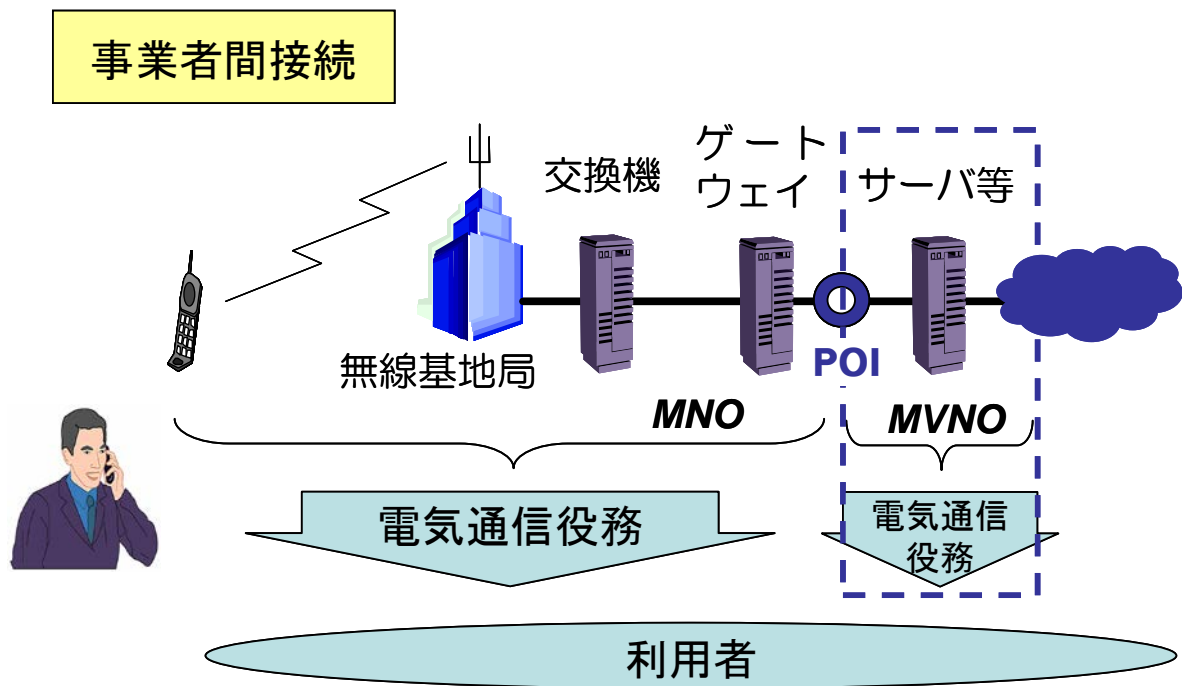 事業者間接続
交換機
ゲート
ウェイ
サーバ等
無線基地局
POI
MNO
MVNO
電気通信役務
電気通信
役務
利用者